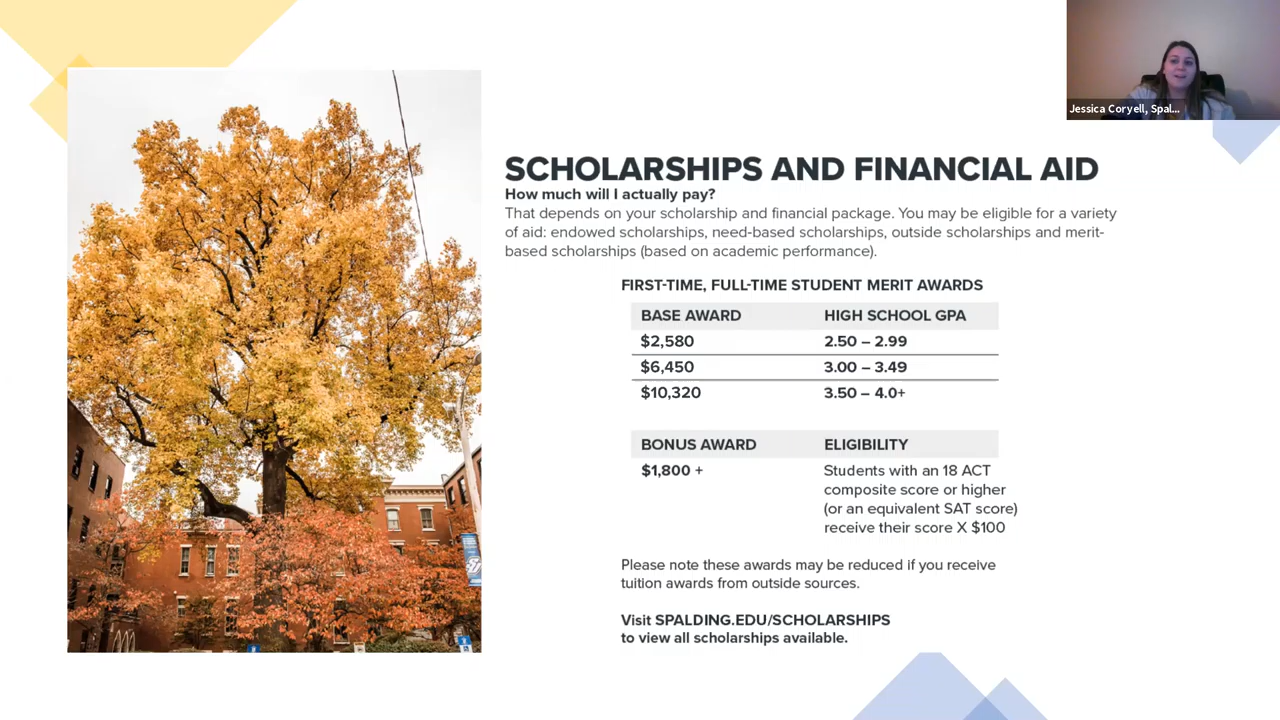 Jessica Coryell, Spal...
SCHOLARSHIPS AND FINANCIAL AID
How much will I actually pay?
That depends on your scholarship and financial package. You may be eligible for a variety
of aid: endowed scholarships, need-based scholarships, outside scholarships and merit-
based scholarships (based on academic performance).
FIRST-TIME, FULL-TIME STUDENT MERIT AWARDS
BASE AWARD HIGH SCHOOL GPA
$2,580 2.50 – 2.99
$6,450 3.00 – 3.49
$10,320 3.50 – 4.0+
BONUS AWARD ELIGIBILITY
$1,800 + Students with an 18 ACT
composite score or higher
(or an equivalent SAT score)
receive their score X $100
Please note these awards may be reduced if you receive
tuition awards from outside sources.
Visit SPALDING.EDU/SCHOLARSHIPS
to view all scholarships available.